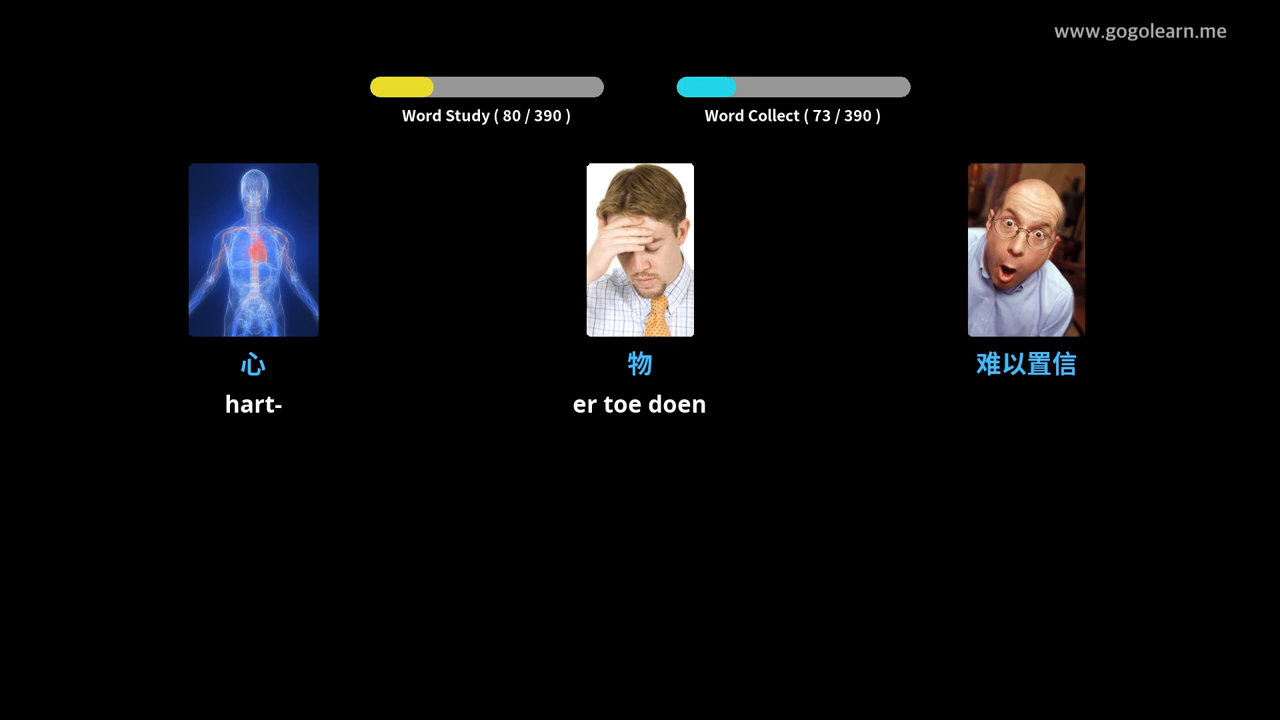 www.gogolearn.me
Word Study ( 80 / 390 )
Word Collect ( 73 / 390 )
心
物
难以置信
hart-
er toe doen